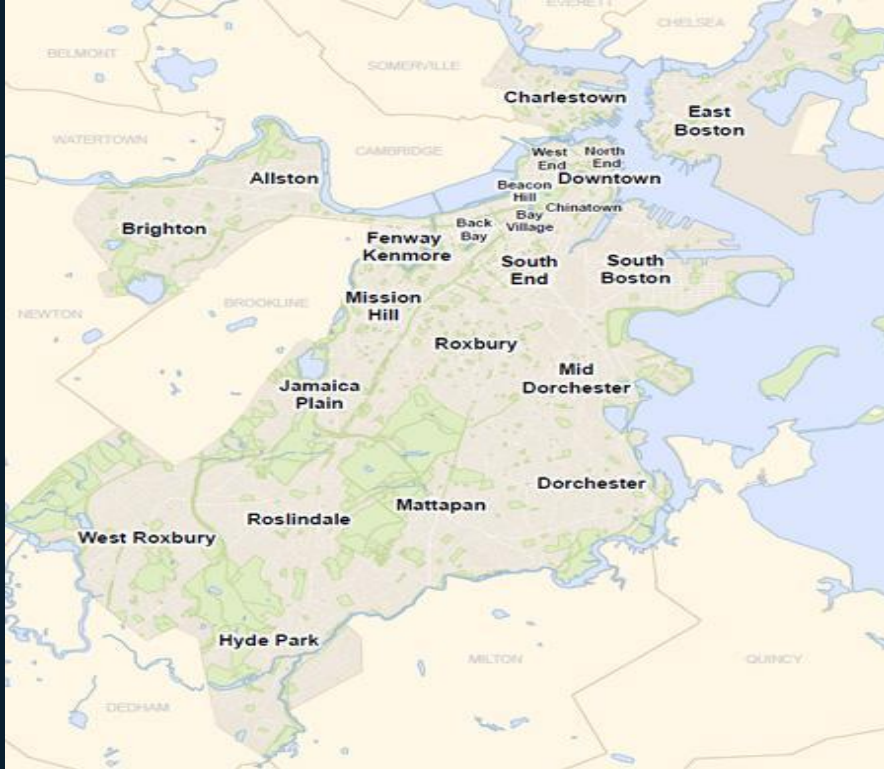 EVERETT
CHELSEA
BELMONT
SOMERVILLE
Charlestown
East
Boston
WATERTOWN
CAMBRIDGE
West
End
North
End
Allston
Downtown
Beacon
Hill
Chinatown
Bay
Village
Back
Bay
Brighton
Fenway
Kenmore
South
End
South
Boston
Mission
Hill
BROOKLINE
NEWTON
Roxbury
Mid
Dorchester
Jamaica
Plain
Dorchester
Mattapan
Roslindale
West Roxbury
Hyde Park
MILTON
QUINCY
DEDHAM